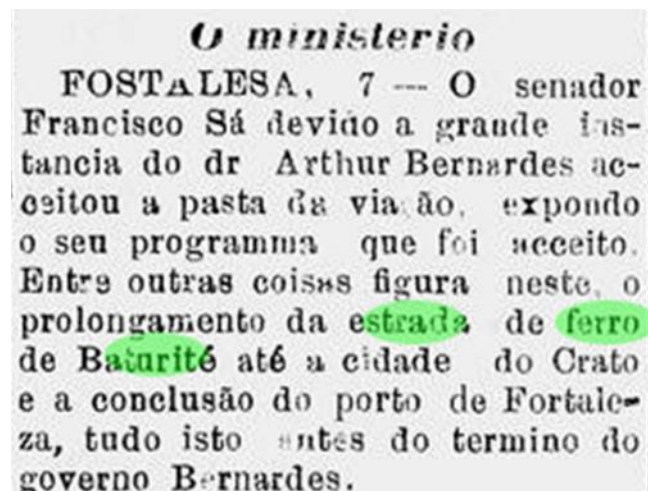 O ministerio
FOSTALESA, 7 — O senador
Francisco Sá devido a grande ins-
tancia do dr Arthur Bernardes ac-
ceitou a pasta da viação, expondo
o seu programma que foi acceito.
Entre outras coisas figura neste, o
prolongamento da estrada de ferro
de Baturité até a cidade do Crato
e a conclusão do porto de Fortale-
za, tudo isto antes do termino do
governo Bernardes.